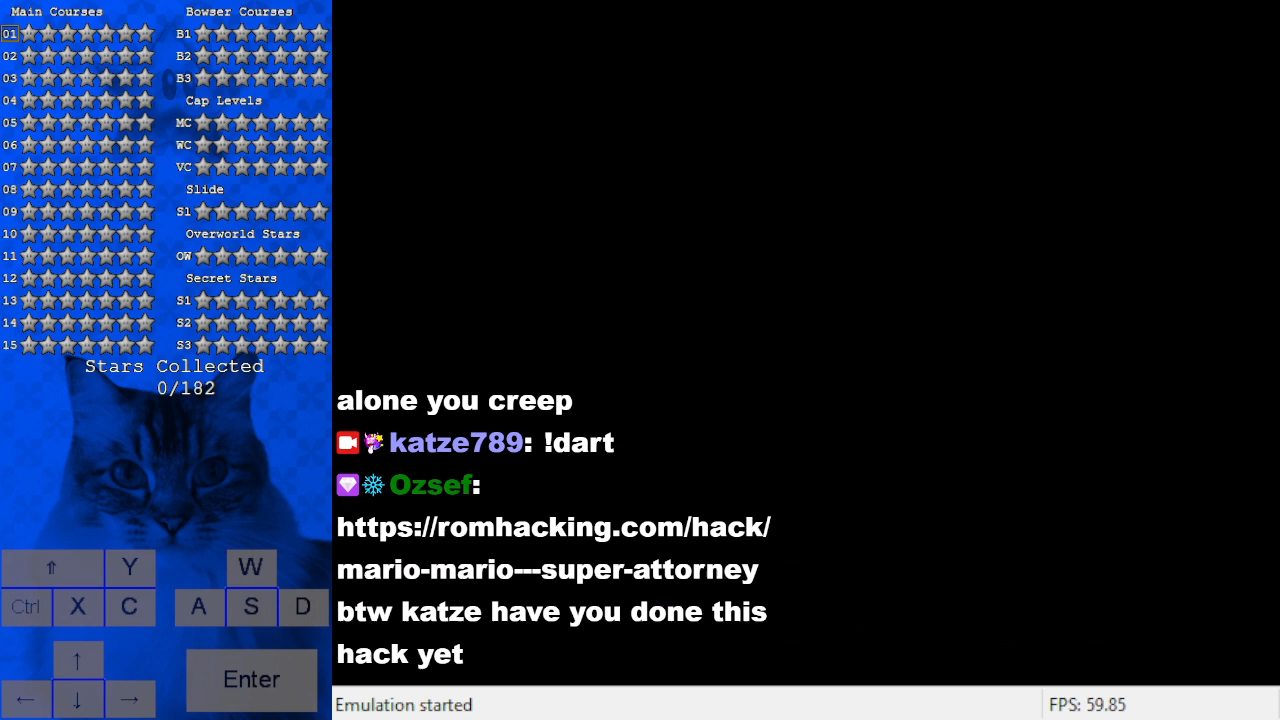 Main Courses
01
02
03
04
05
06
07
08
09
10
11
12
13
14
15
Bowser Courses
B1
B2
B3
Cap Levels
MC
WC
VC
Slide
S1
Overworld Stars
OW
Secret Stars
S1
S2
S3
Stars Collected
0/182
⇧ Y W
Ctrl X C A S D
↑
← ↓ → Enter
alone you creep
katze789: !dart
Ozsef:
https://romhacking.com/hack/
mario-mario---super-attorney
btw katze have you done this
hack yet
Emulation started
FPS: 59.85